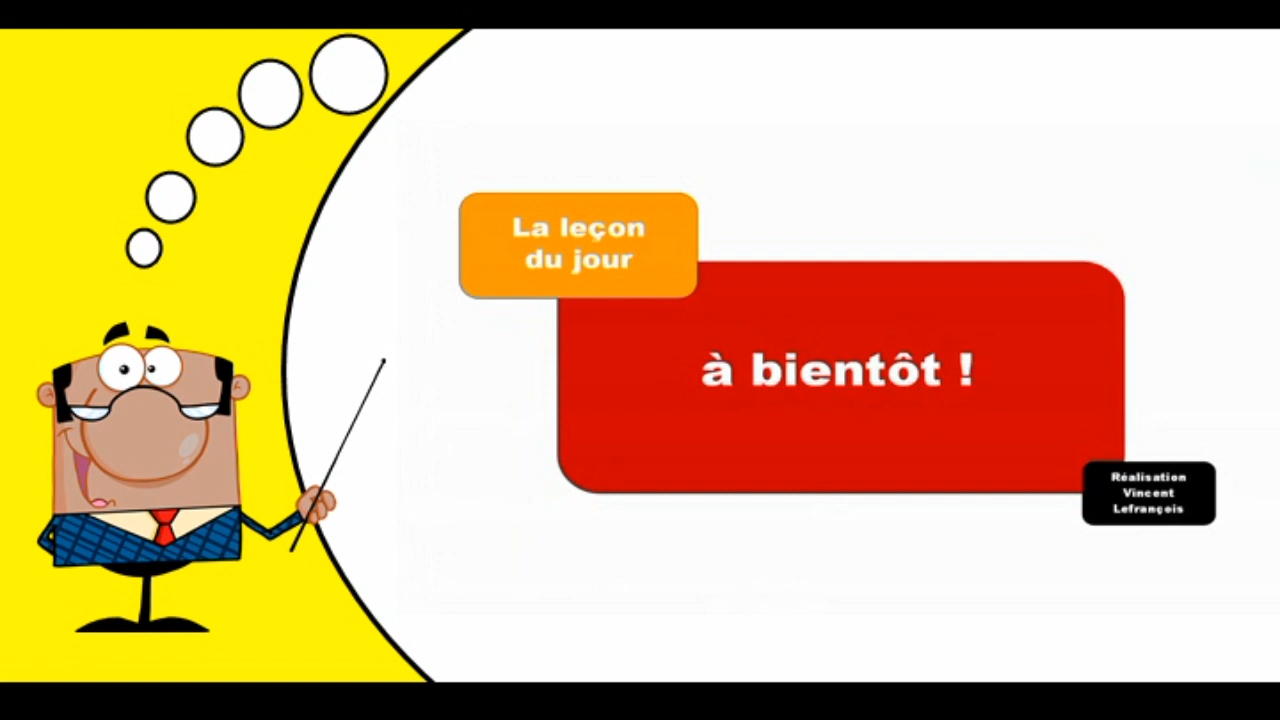 La leçon
du jour
à bientôt !
Réalisation
Vincent
Lefrançois